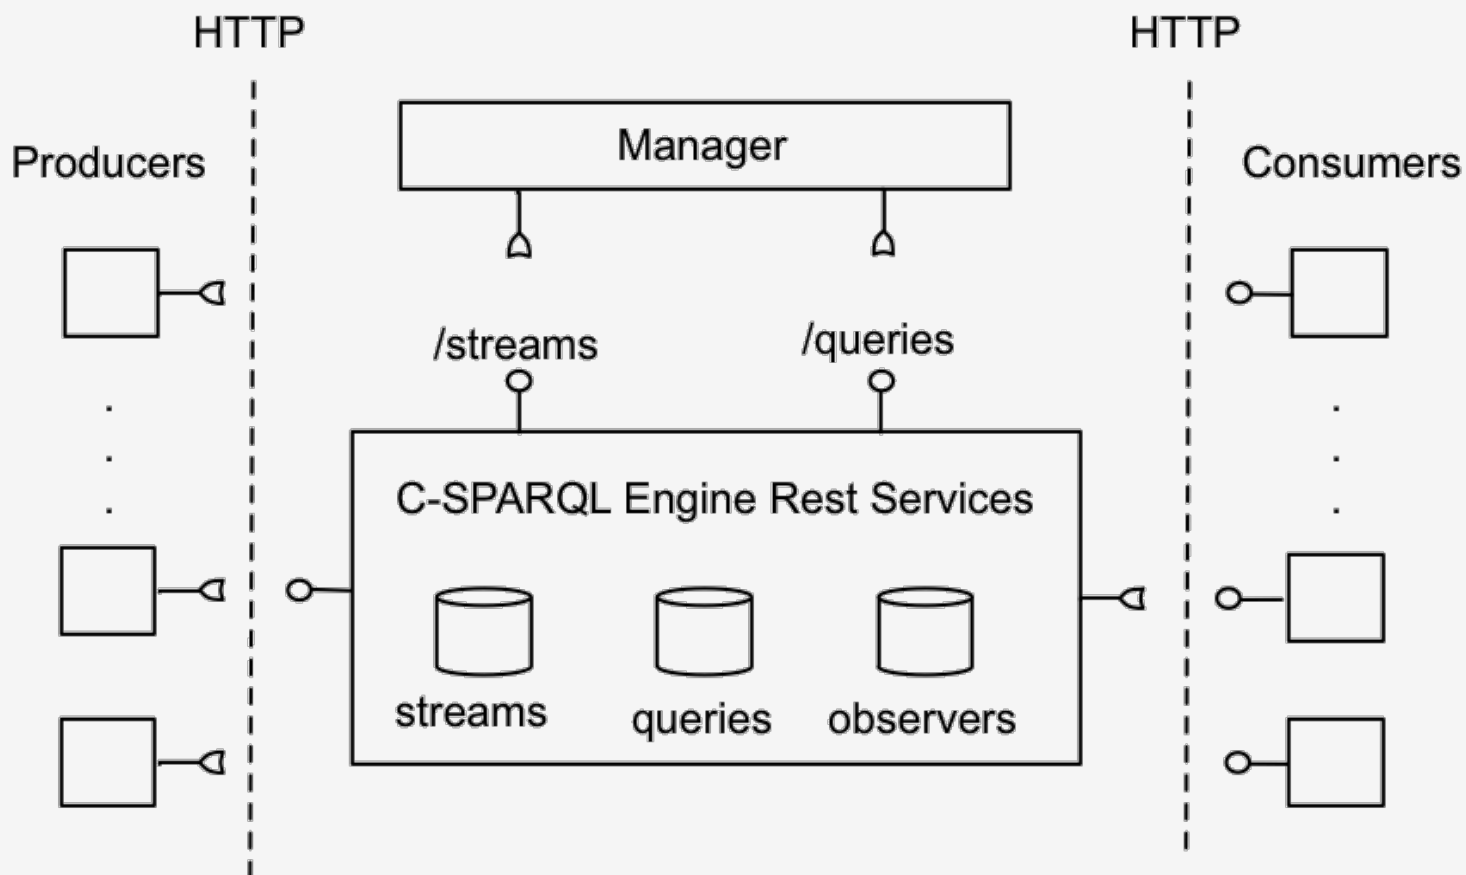 HTTP
HTTP
Manager
Producers
Consumers
/streams
/queries
C-SPARQL Engine Rest Services
streams
queries
observers